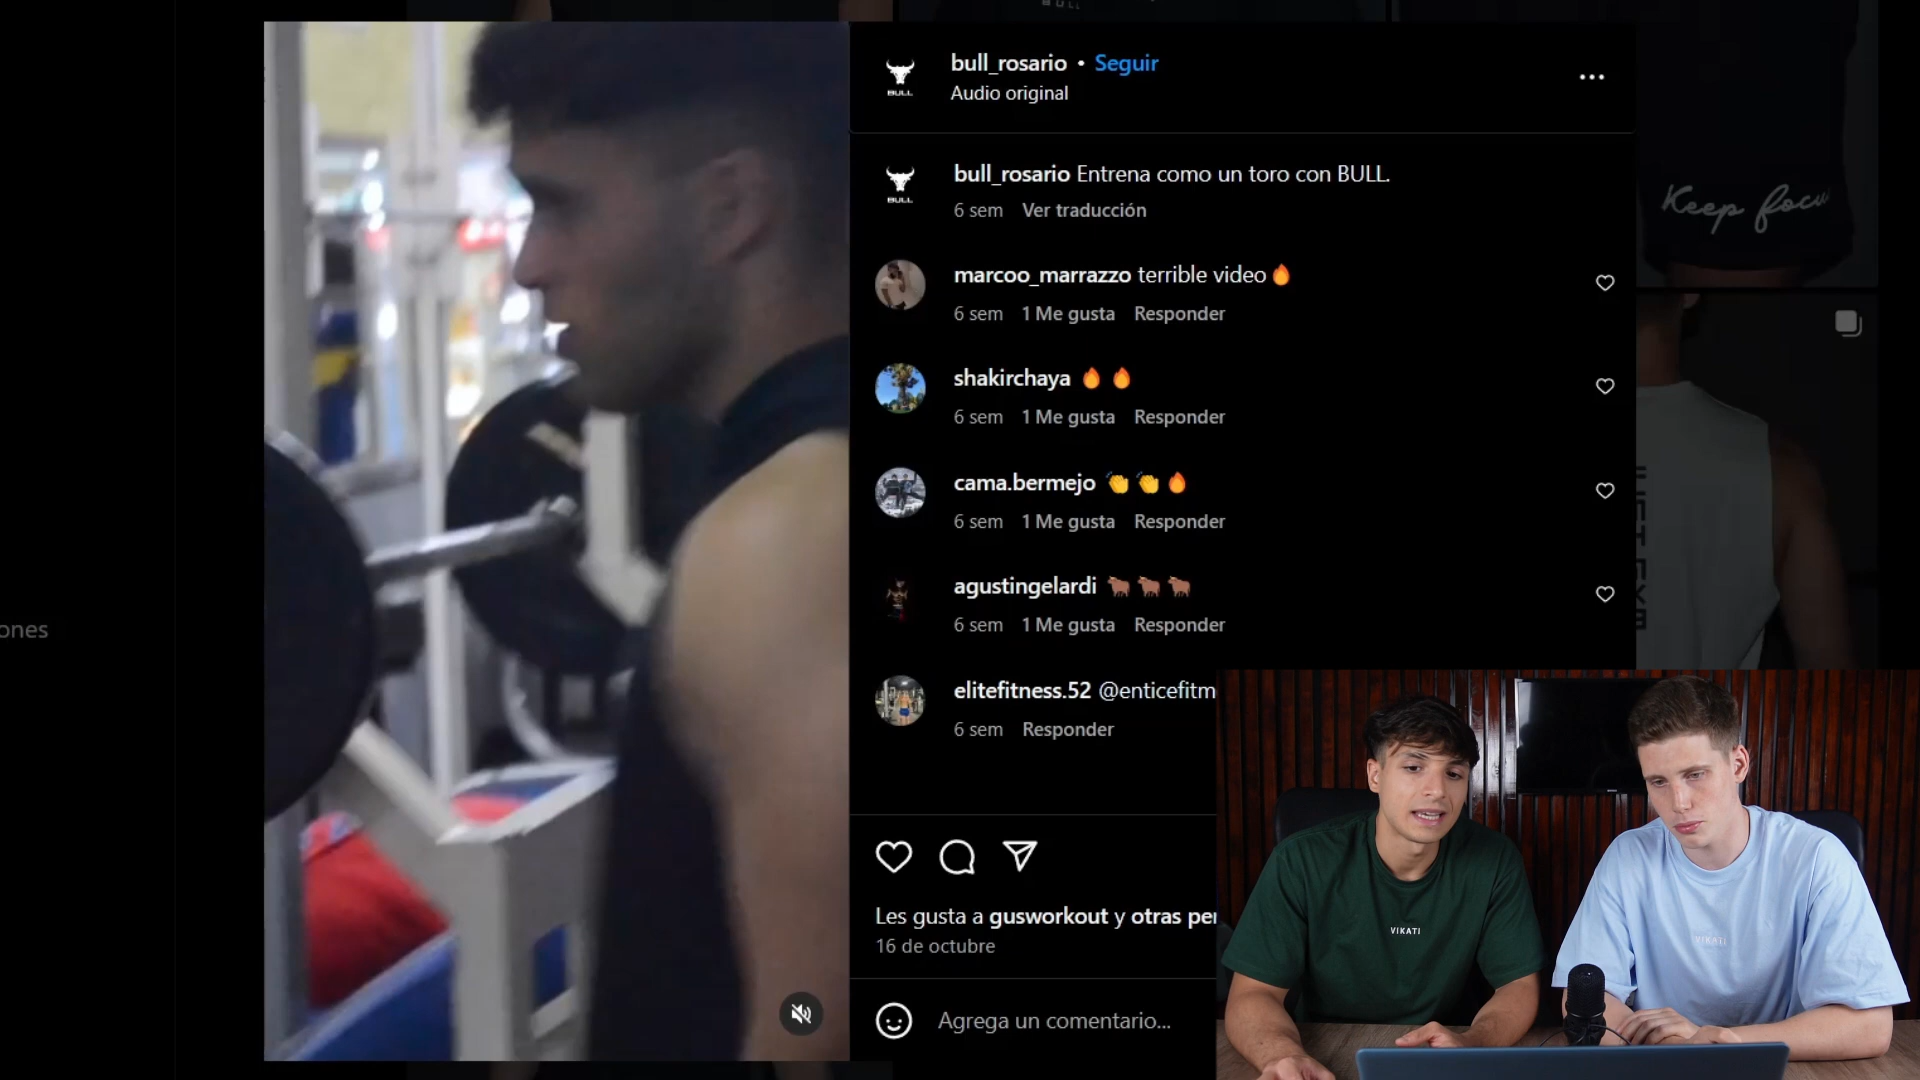 BULL
bull_rosario • Seguir
Audio original
BULL
bull_rosario Entrena como un toro con BULL.
6 sem Ver traducción
marcoo_marrazzo terrible video🔥
6 sem 1 Me gusta Responder
shakirchaya 🔥 🔥
6 sem 1 Me gusta Responder
cama.bermejo 👏 👏 🔥
6 sem 1 Me gusta Responder
agustingelardi 🐂 🐂 🐂
6 sem 1 Me gusta Responder
elitefitness.52 @enticefitm
6 sem Responder
Les gusta a gusworkout y otras per
16 de octubre
Agrega un comentario...
ones
Keep focu
VIKATI
VIKATI